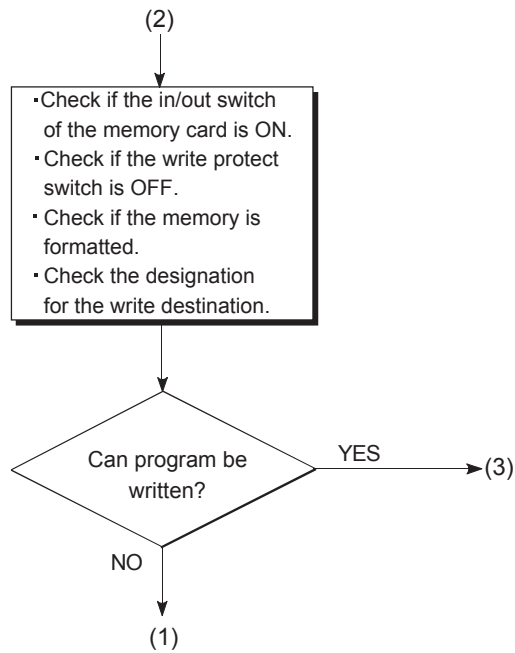 (2)
·Check if the in/out switch
of the memory card is ON.
· Check if the write protect
switch is OFF.
· Check if the memory is
formatted.
· Check the designation
for the write destination.
Can program be
written?
YES
(3)
NO
(1)